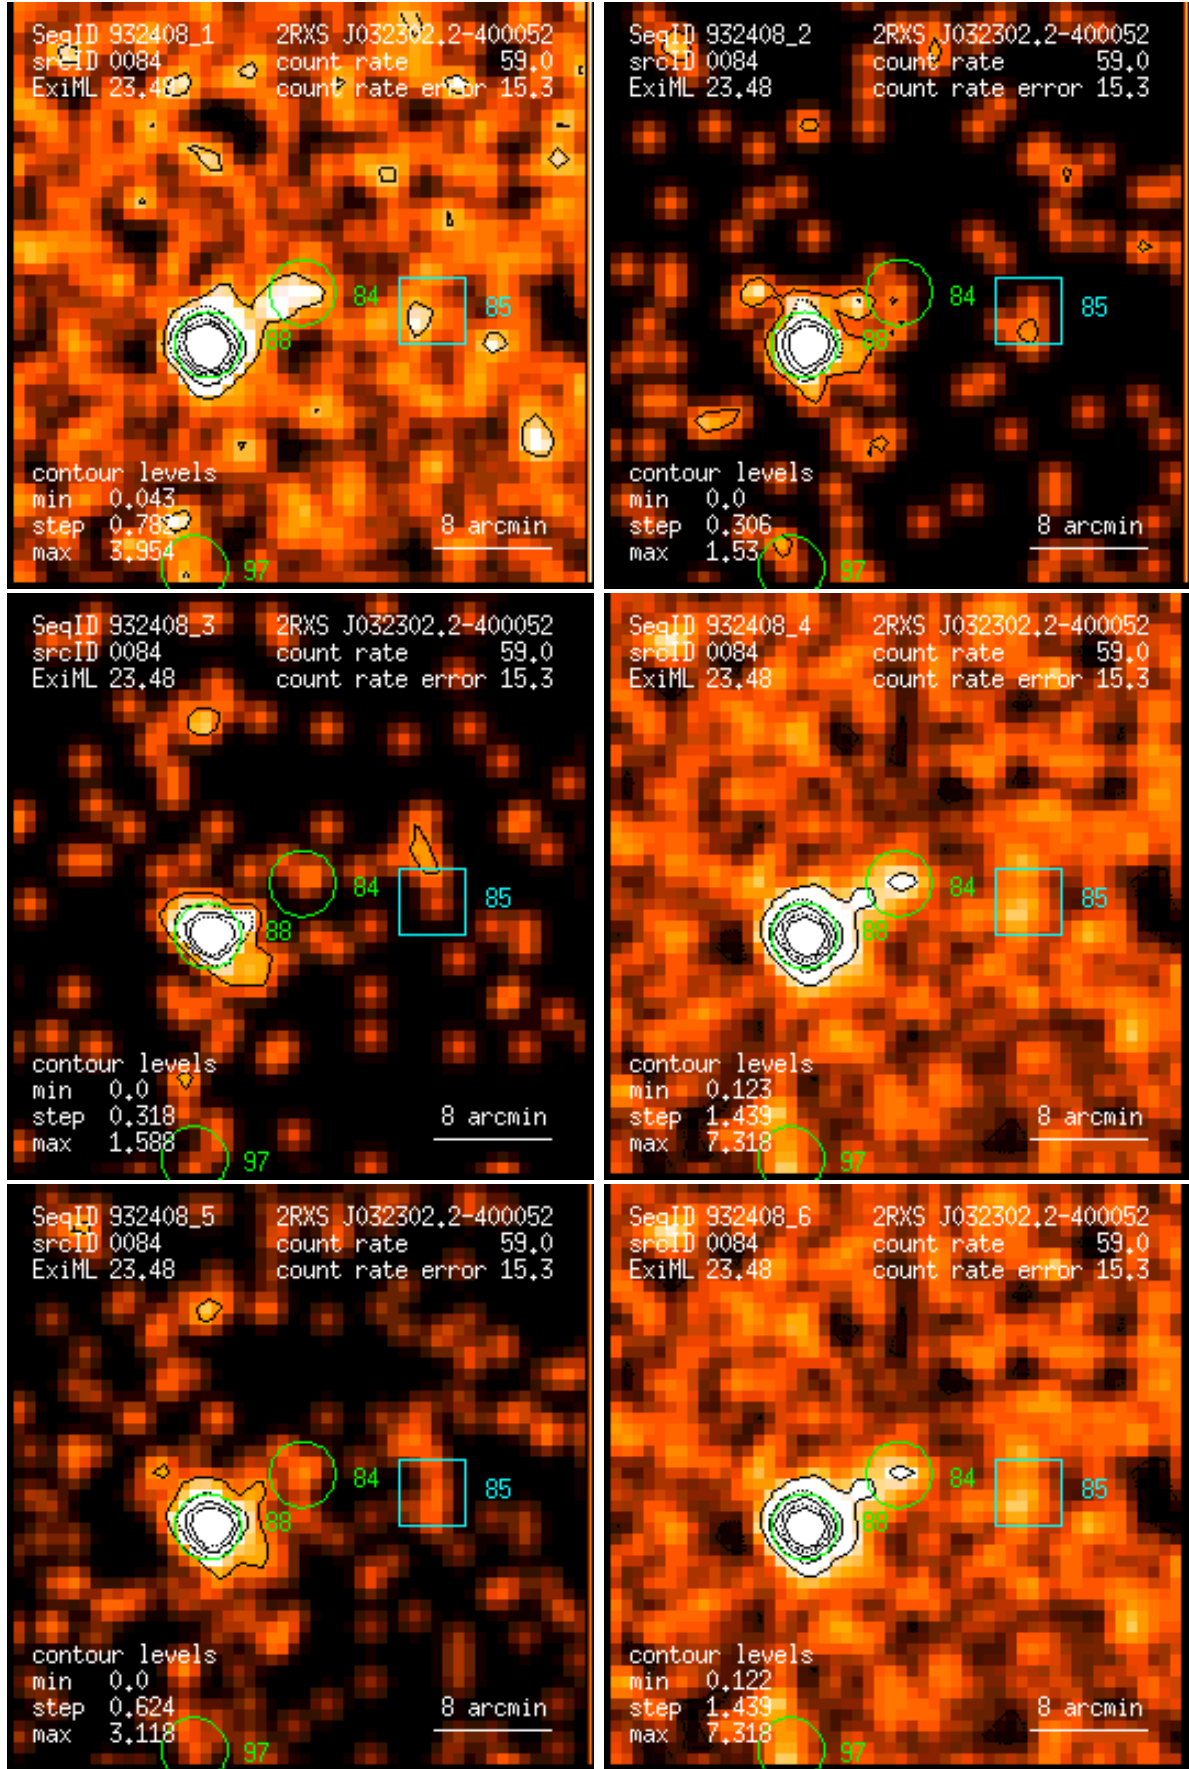 SeqID 932408_1 2RXS J032302.2-400052
srcID 0084 count rate 59.0
ExiML 23.48 count rate error 15.3
84
85
88
contour levels
min 0.043
step 0.782
max 3.954
8 arcmin
97
SeqID 932408_2 2RXS J032302.2-400052
srcID 0084 count rate 59.0
ExiML 23.48 count rate error 15.3
84
85
88
contour levels
min 0.0
step 0.306
max 1.53
8 arcmin
97
SeqID 932408_3 2RXS J032302.2-400052
srcID 0084 count rate 59.0
ExiML 23.48 count rate error 15.3
84
85
88
contour levels
min 0.0
step 0.318
max 1.588
8 arcmin
97
SeqID 932408_4 2RXS J032302.2-400052
srcID 0084 count rate 59.0
ExiML 23.48 count rate error 15.3
84
85
88
contour levels
min 0.123
step 1.439
max 7.318
8 arcmin
97
SeqID 932408_5 2RXS J032302.2-400052
srcID 0084 count rate 59.0
ExiML 23.48 count rate error 15.3
84
85
88
contour levels
min 0.0
step 0.624
max 3.118
8 arcmin
97
SeqID 932408_6 2RXS J032302.2-400052
srcID 0084 count rate 59.0
ExiML 23.48 count rate error 15.3
84
85
88
contour levels
min 0.122
step 1.439
max 7.318
8 arcmin
97